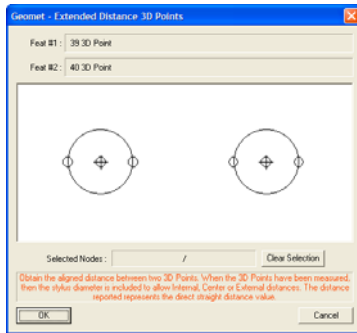 Geomet - Extended Distance 3D Points
Feat #1 : 39 3D Point
Feat #2 : 40 3D Point
Selected Nodes : / Clear Selection
Obtain the aligned distance between two 3D Points. When the 3D Points have been measured,
then the stylus diameter is included to allow Internal, Center or External distances. The distance
reported represents the direct straight distance value.
OK Cancel